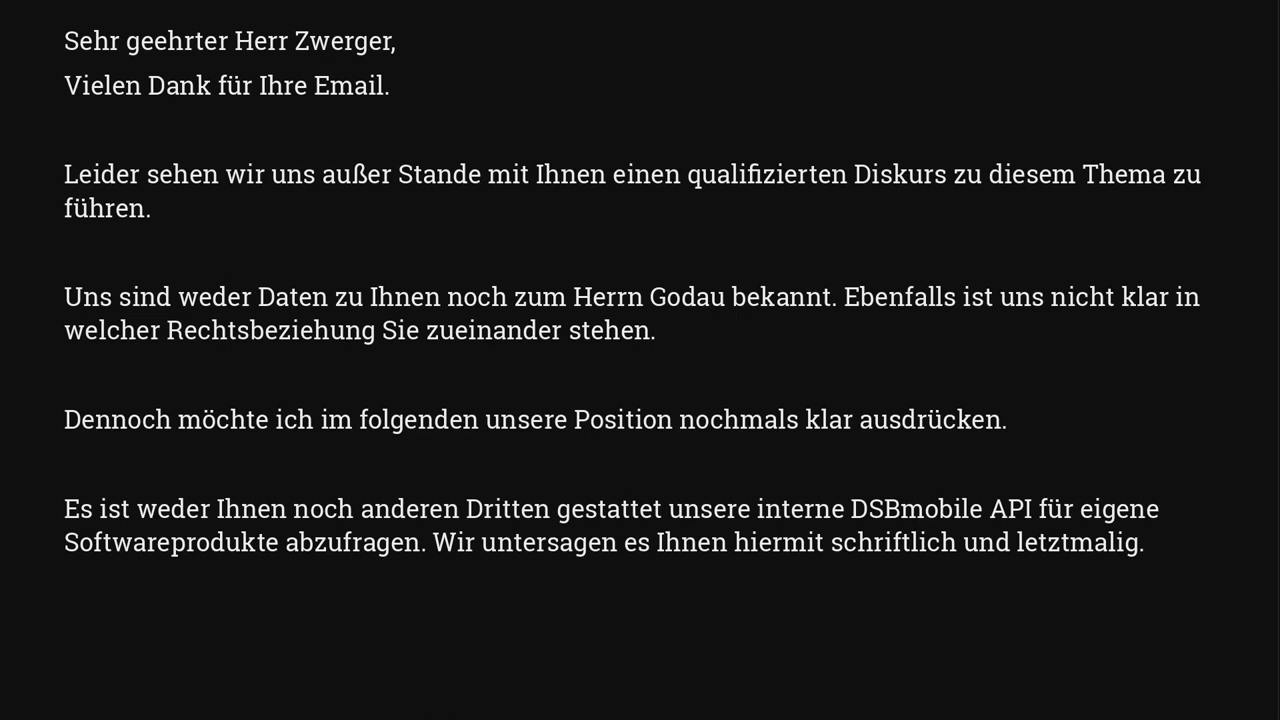 Sehr geehrter Herr Zwerger,
Vielen Dank für Ihre Email.
Leider sehen wir uns außer Stande mit Ihnen einen qualifizierten Diskurs zu diesem Thema zu
führen.
Uns sind weder Daten zu Ihnen noch zum Herrn Godau bekannt. Ebenfalls ist uns nicht klar in
welcher Rechtsbeziehung Sie zueinander stehen.
Dennoch möchte ich im folgenden unsere Position nochmals klar ausdrücken.
Es ist weder Ihnen noch anderen Dritten gestattet unsere interne DSBmobile API für eigene
Softwareprodukte abzufragen. Wir untersagen es Ihnen hiermit schriftlich und letztmalig.